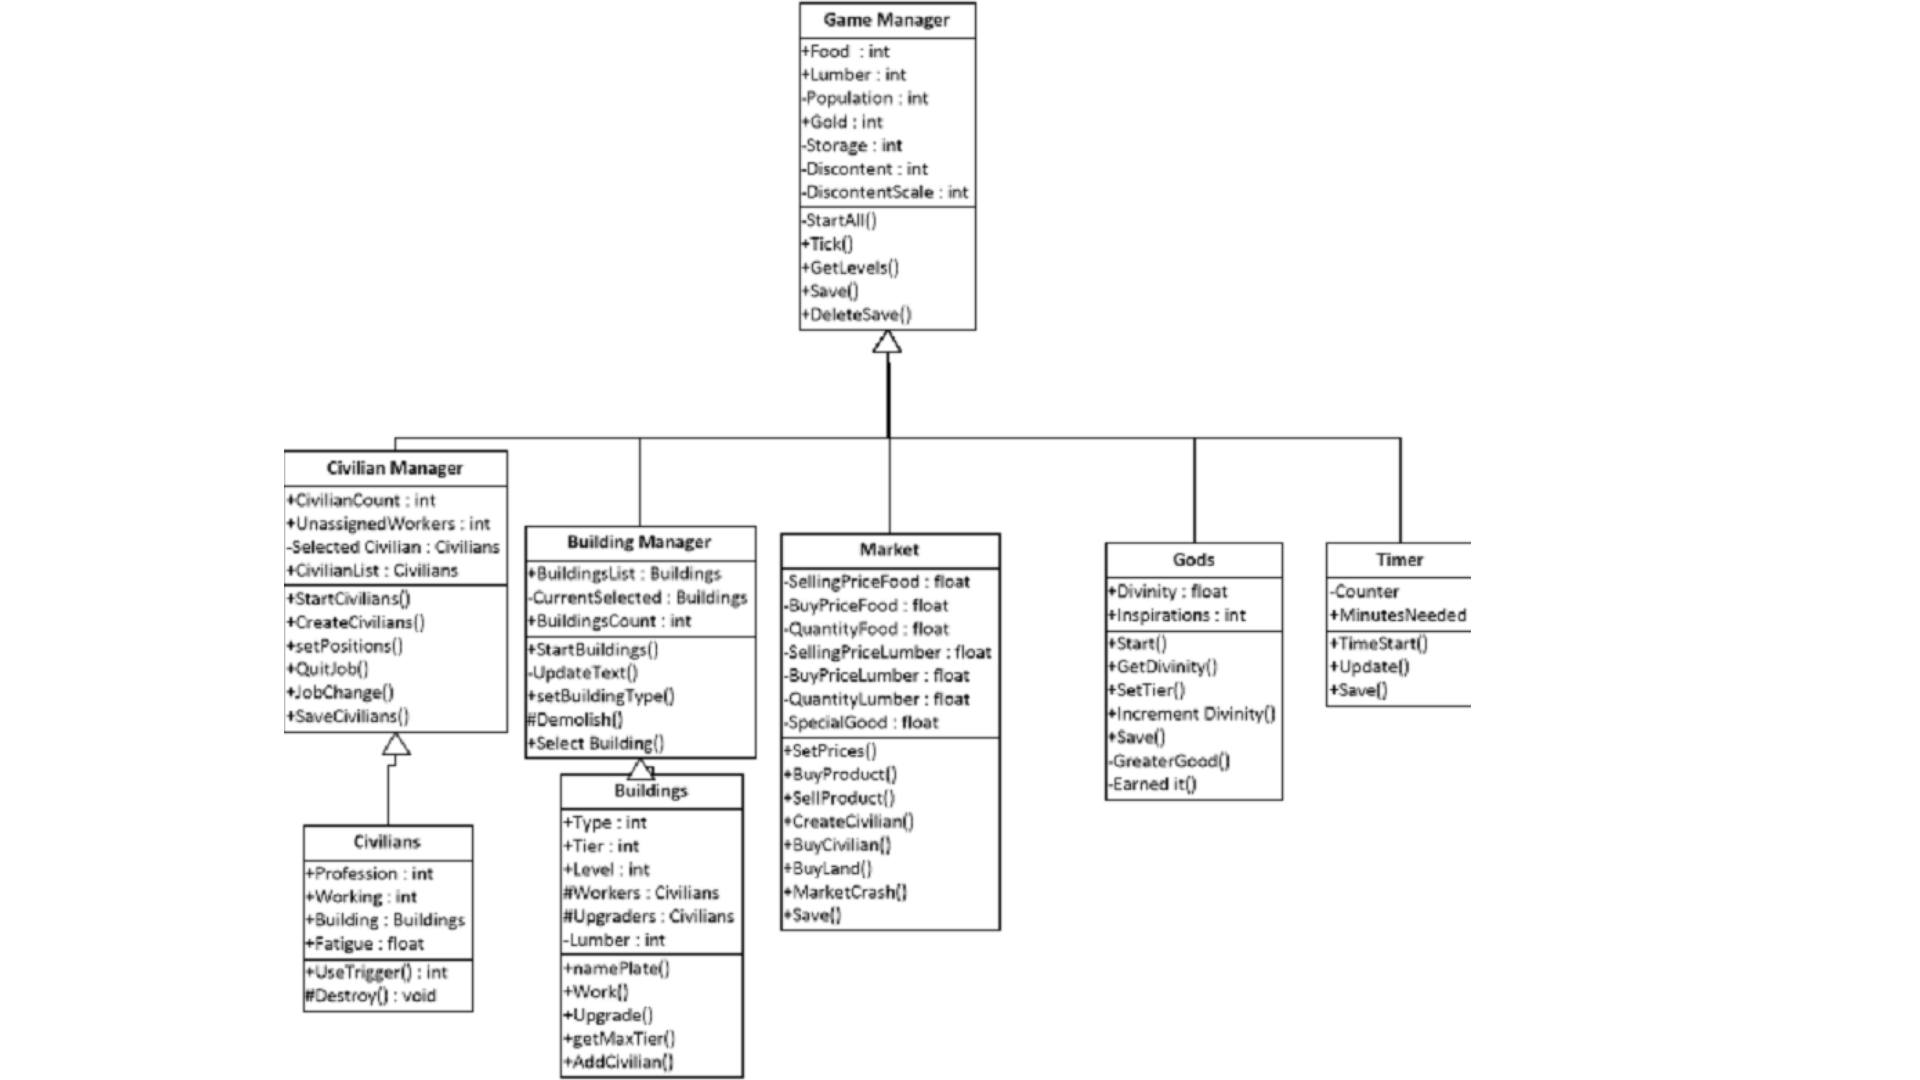 Game Manager
+Food : int
+Lumber : int
-Population : int
+Gold : int
-Storage : int
-Discontent : int
-DiscontentScale : int
-StartAll()
+Tick()
+GetLevels()
+Save()
+DeleteSave()
Civilian Manager
+CivilianCount : int
+UnassignedWorkers : int
-Selected Civilian : Civilians
+CivilianList : Civilians
+StartCivilians()
+CreateCivilians()
+setPositions()
+QuitJob()
+JobChange()
+SaveCivilians()
Building Manager
+BuildingsList : Buildings
-CurrentSelected : Buildings
+BuildingsCount : int
+StartBuildings()
-UpdateText()
+setBuildingType()
#Demolish()
+Select Building()
Market
-SellingPriceFood : float
-BuyPriceFood : float
-QuantityFood : float
-SellingPriceLumber : float
-BuyPriceLumber : float
-QuantityLumber : float
-SpecialGood : float
+SetPrices()
+BuyProduct()
+SellProduct()
+CreateCivilian()
+BuyCivilian()
+BuyLand()
+MarketCrash()
+Save()
Gods
+Divinity : float
+Inspirations : int
+Start()
+GetDivinity()
+SetTier()
+Increment Divinity()
+Save()
-GreaterGood()
-Earned it()
Timer
-Counter
+MinutesNeeded
+TimeStart()
+Update()
+Save()
Civilians
+Profession : int
+Working : int
+Building : Buildings
+Fatigue : float
+UseTrigger() : int
#Destroy() : void
Buildings
+Type : int
+Tier : int
+Level : int
#Workers : Civilians
#Upgraders : Civilians
-Lumber : int
+namePlate()
+Work()
+Upgrade()
+getMaxTier()
+AddCivilian()